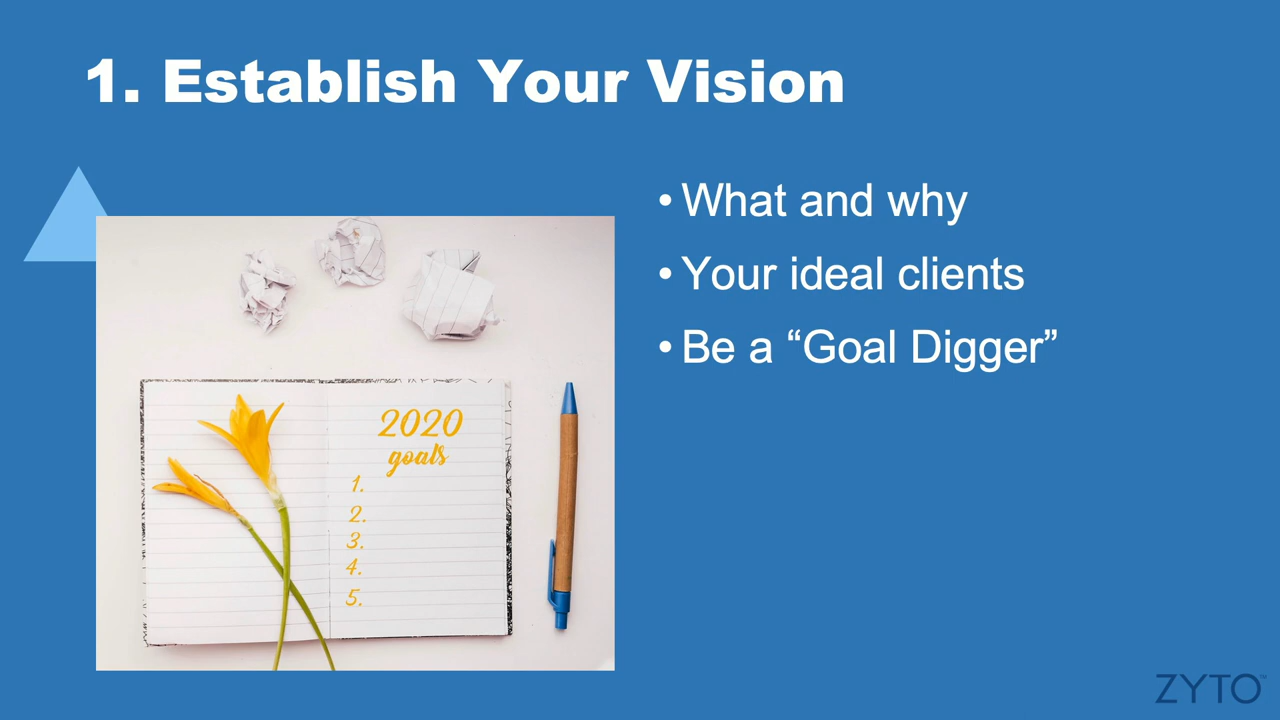 1. Establish Your Vision
• What and why
• Your ideal clients
• Be a “Goal Digger”
2020
goals
1.
2.
3.
4.
5.
ZYTO™